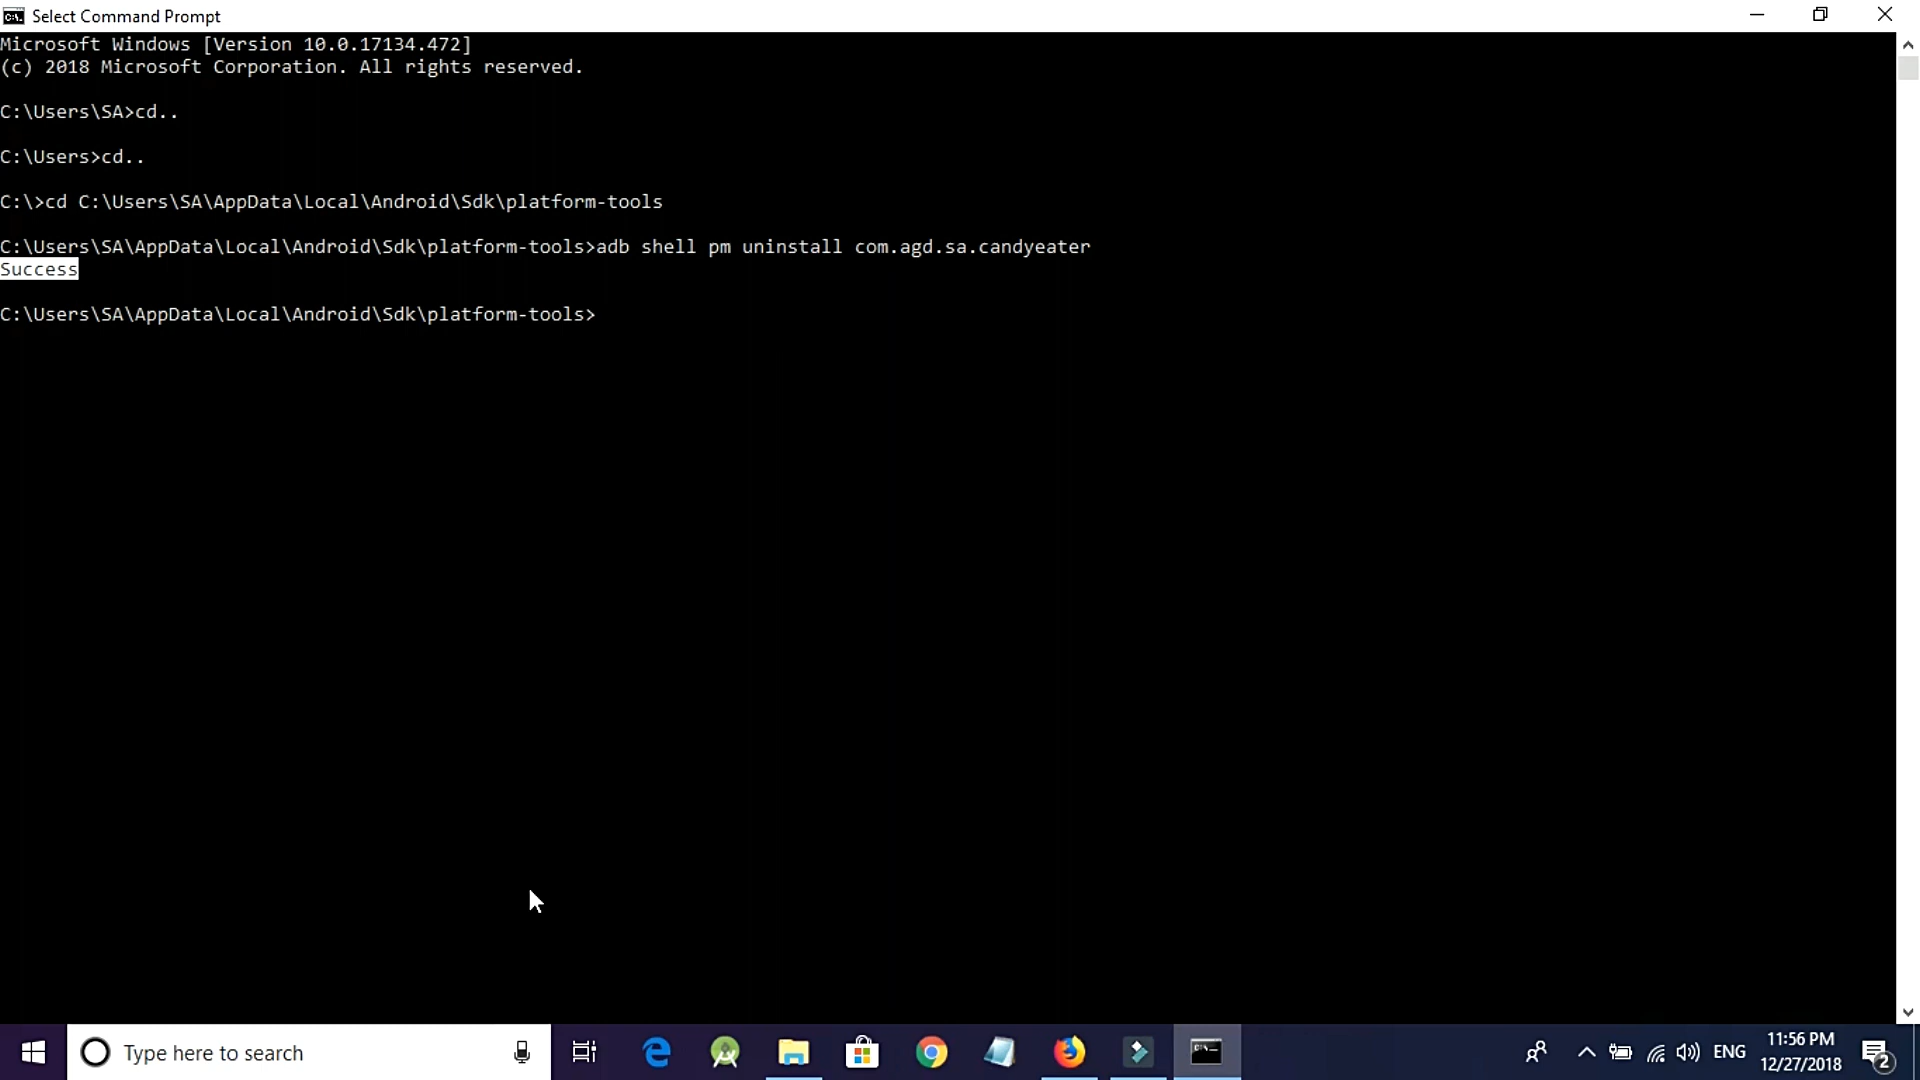 Select Command Prompt
Microsoft Windows [Version 10.0.17134.472]
(c) 2018 Microsoft Corporation. All rights reserved.
C:\Users\SA>cd..
C:\Users>cd..
C:\>cd C:\Users\SA\AppData\Local\Android\Sdk\platform-tools
C:\Users\SA\AppData\Local\Android\Sdk\platform-tools>adb shell pm uninstall com.agd.sa.candyeater
Success
C:\Users\SA\AppData\Local\Android\Sdk\platform-tools>
Type here to search
ENG
11:56 PM
12/27/2018
2